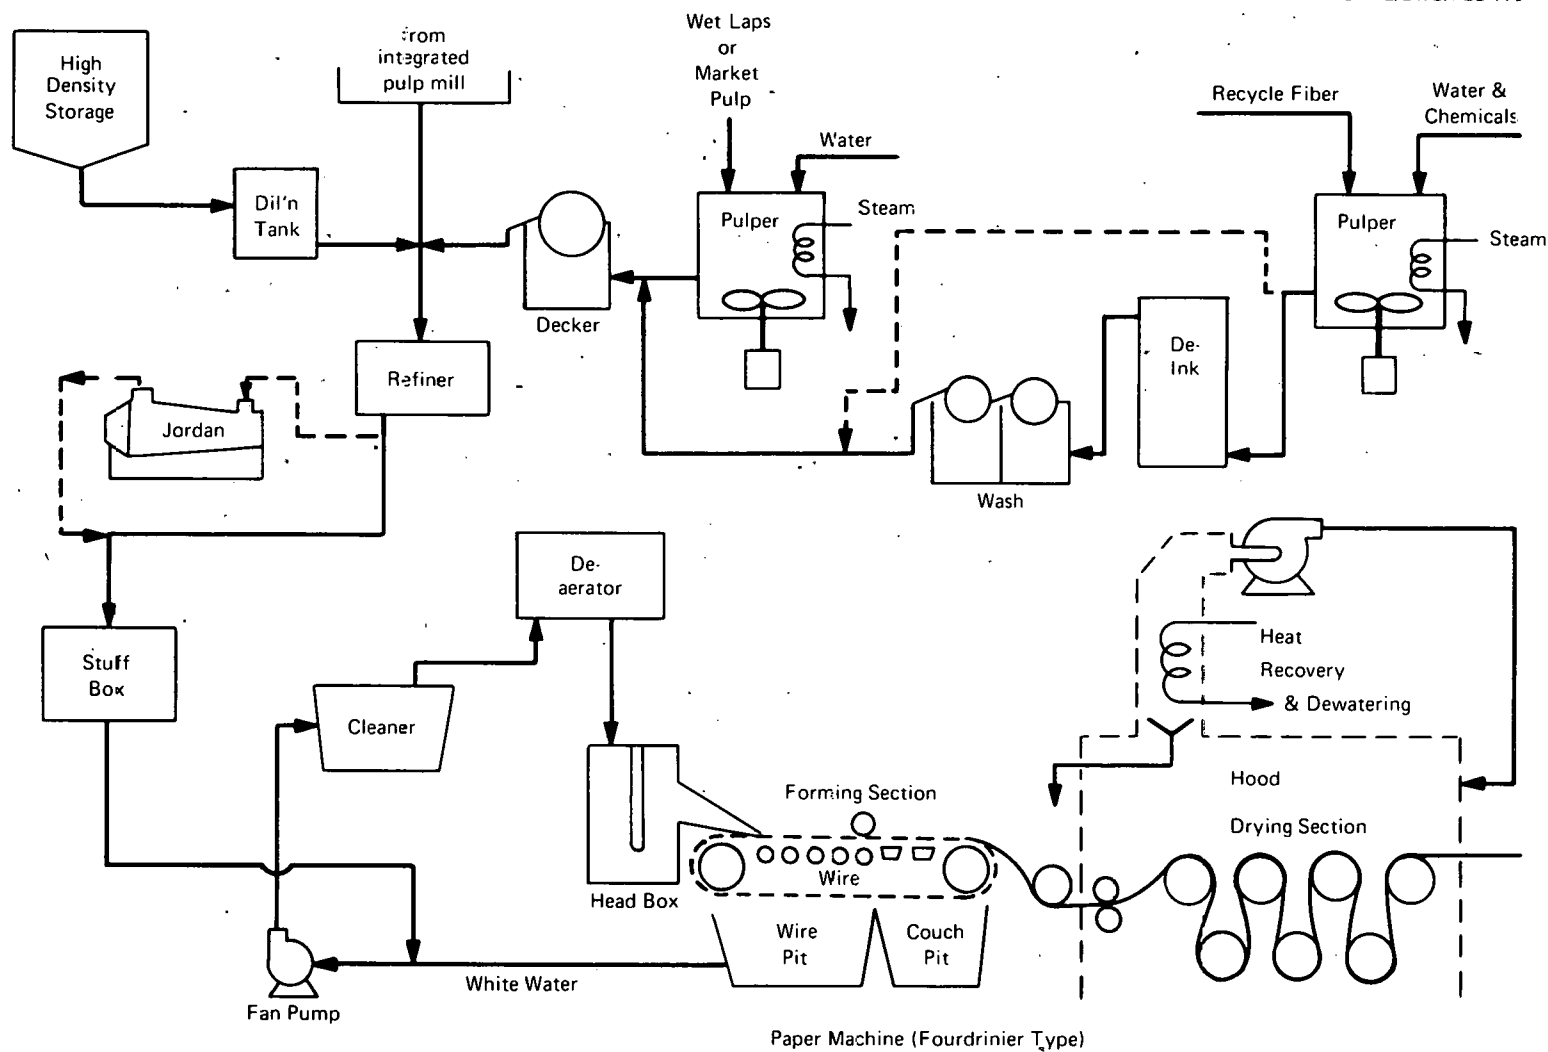 Wet Laps
or
Market
Pulp
from
integrated
pulp mill
High
Density
Storage
Recycle Fiber
Water &
Chemicals
Water
Dil'n
Tank
Pulper
Steam
Pulper
Steam
Decker
De-
Ink
Refiner
Jordan
Wash
De-
aerator
Stuff
Box
Heat
Recovery
& Dewatering
Cleaner
Hood
Forming Section
Drying Section
Wire
Head Box
Wire
Pit
Couch
Pit
White Water
Fan Pump
Paper Machine (Fourdrinier Type)